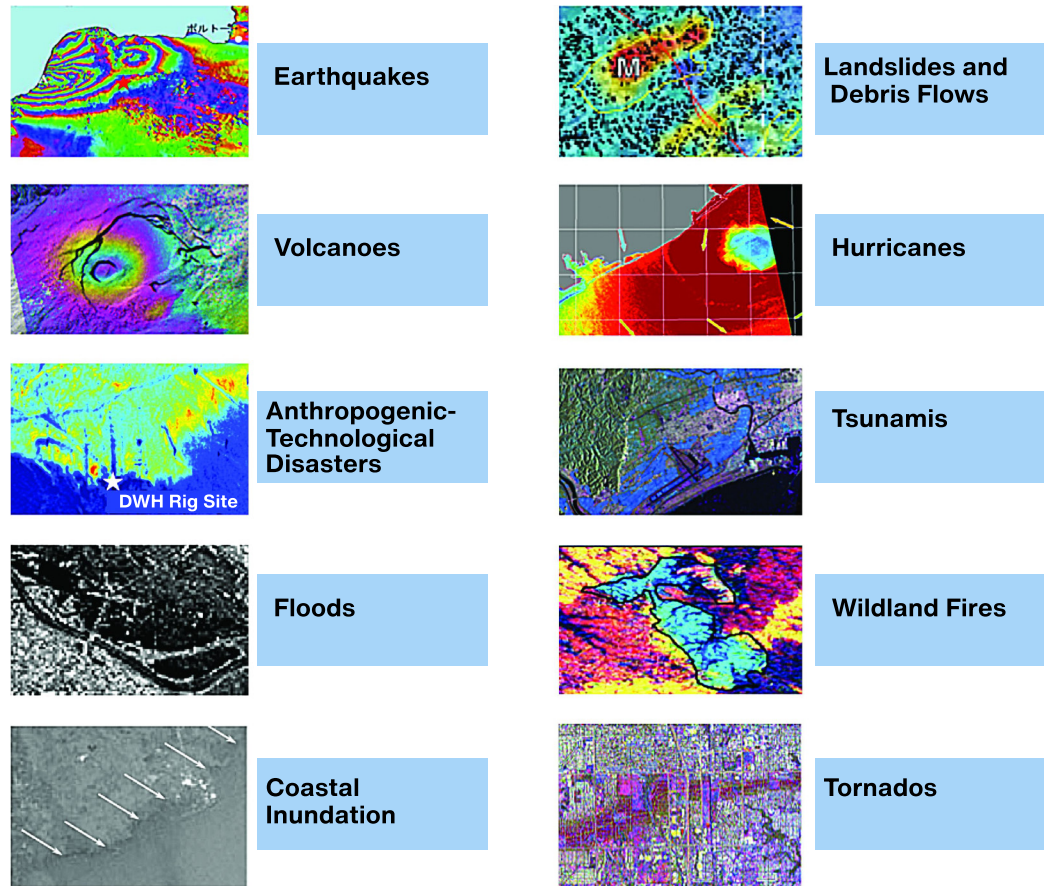 ポルトー
Earthquakes
M
Landslides and
Debris Flows
Volcanoes
Hurricanes
Anthropogenic-
Technological
Disasters
DWH Rig Site
Tsunamis
Floods
Wildland Fires
Coastal
Inundation
Tornados